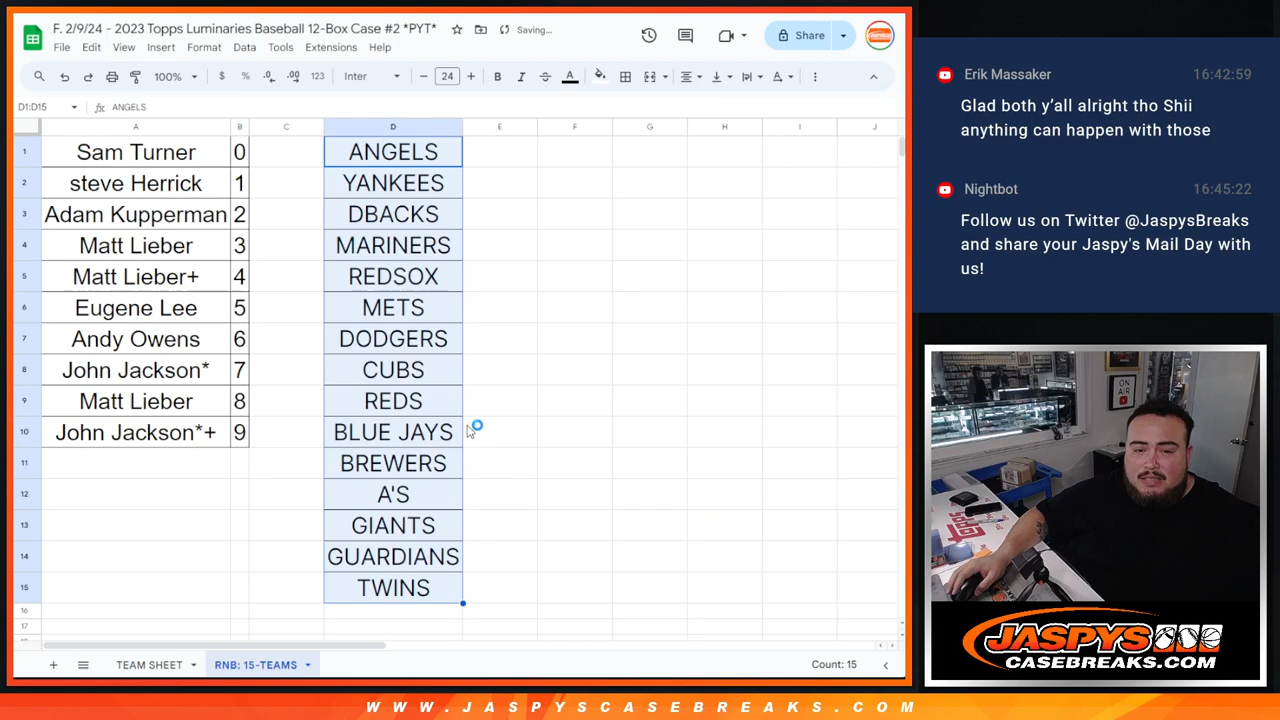 F. 2/9/24 - 2023 Topps Luminaries Baseball 12-Box Case #2 *PYT*
Saving...
Share
File Edit View Insert Format Data Tools Extensions Help
100% $ % .0 .00 123 Inter 24 B I A
D1:D15 fx ANGELS
A B C D E F G H I J
1 Sam Turner 0 ANGELS
2 steve Herrick 1 YANKEES
3 Adam Kupperman 2 DBACKS
4 Matt Lieber 3 MARINERS
5 Matt Lieber+ 4 REDSOX
6 Eugene Lee 5 METS
7 Andy Owens 6 DODGERS
8 John Jackson* 7 CUBS
9 Matt Lieber 8 REDS
10 John Jackson*+ 9 BLUE JAYS
11 BREWERS
12 A'S
13 GIANTS
14 GUARDIANS
15 TWINS
16
17
TEAM SHEET RNB: 15-TEAMS Count: 15
Erik Massaker 16:42:59
Glad both y'all alright tho Shii
anything can happen with those
Nightbot 16:45:22
Follow us on Twitter @JaspysBreaks
and share your Jaspy's Mail Day with
us!
ON
AIR
topps
JASPYS
CASEBREAKS.COM
WWW.JASPYSCASEBREAKS.COM